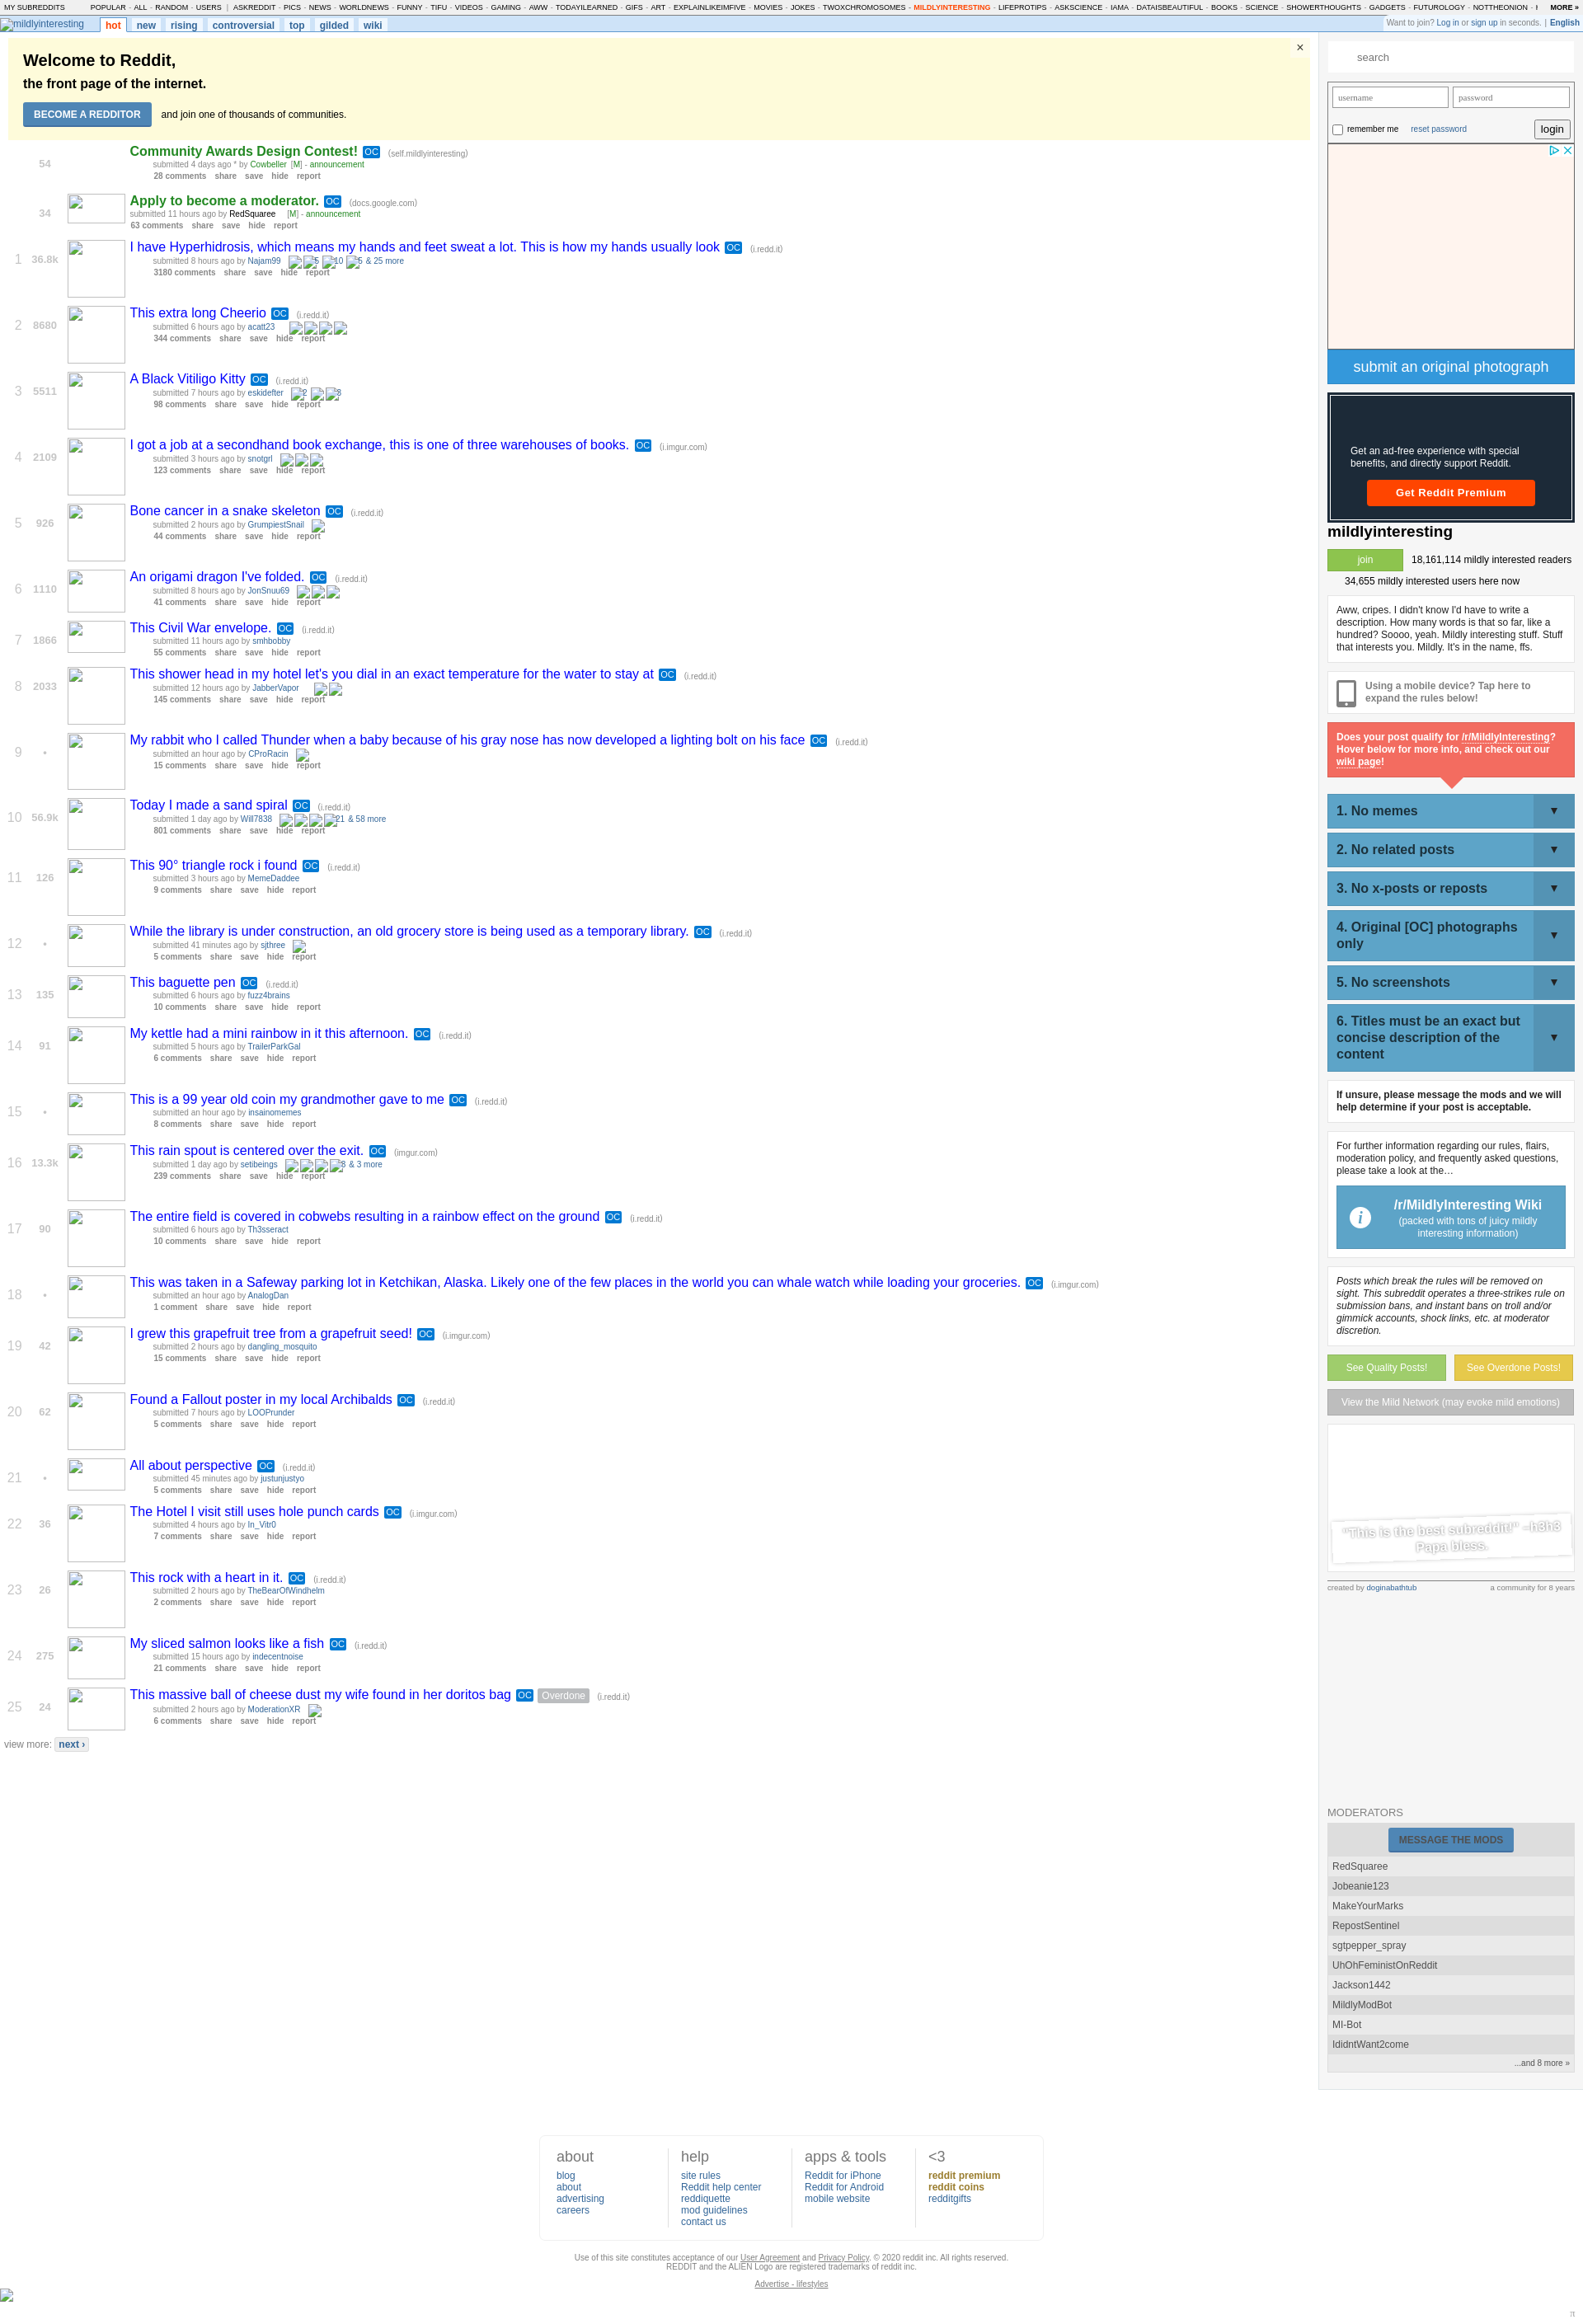 MY SUBREDDITS POPULAR - ALL - RANDOM - USERS | ASKREDDIT - PICS - NEWS - WORLDNEWS - FUNNY - TIFU - VIDEOS - GAMING - AWW - TODAYILEARNED - GIFS - ART - EXPLAINLIKEIMFIVE - MOVIES - JOKES - TWOXCHROMOSOMES - MILDLYINTERESTING - LIFEPROTIPS - ASKSCIENCE - IAMA - DATAISBEAUTIFUL - BOOKS - SCIENCE - SHOWERTHOUGHTS - GADGETS - FUTUROLOGY - NOTTHEONION - MORE »
mildlyinteresting hot new rising controversial top gilded wiki
Want to join? Log in or sign up in seconds. | English
Welcome to Reddit,
the front page of the internet.
BECOME A REDDITOR and join one of thousands of communities.
×
54
Community Awards Design Contest! OC (self.mildlyinteresting)
submitted 4 days ago * by Cowbeller [M] - announcement
28 comments share save hide report
34
Apply to become a moderator. OC (docs.google.com)
submitted 11 hours ago by RedSquaree [M] - announcement
63 comments share save hide report
1 36.8k
I have Hyperhidrosis, which means my hands and feet sweat a lot. This is how my hands usually look OC (i.redd.it)
submitted 8 hours ago by Najam99 5 10 5 & 25 more
3180 comments share save hide report
2 8680
This extra long Cheerio OC (i.redd.it)
submitted 6 hours ago by acatt23
344 comments share save hide report
3 5511
A Black Vitiligo Kitty OC (i.redd.it)
submitted 7 hours ago by eskidefter 2 3
98 comments share save hide report
4 2109
I got a job at a secondhand book exchange, this is one of three warehouses of books. OC (i.imgur.com)
submitted 3 hours ago by snotgrl
123 comments share save hide report
5 926
Bone cancer in a snake skeleton OC (i.redd.it)
submitted 2 hours ago by GrumpiestSnail
44 comments share save hide report
6 1110
An origami dragon I've folded. OC (i.redd.it)
submitted 8 hours ago by JonSnuu69
41 comments share save hide report
7 1866
This Civil War envelope. OC (i.redd.it)
submitted 11 hours ago by smhbobby
55 comments share save hide report
8 2033
This shower head in my hotel let's you dial in an exact temperature for the water to stay at OC (i.redd.it)
submitted 12 hours ago by JabberVapor
145 comments share save hide report
9 •
My rabbit who I called Thunder when a baby because of his gray nose has now developed a lighting bolt on his face OC (i.redd.it)
submitted an hour ago by CProRacin
15 comments share save hide report
10 56.9k
Today I made a sand spiral OC (i.redd.it)
submitted 1 day ago by Will7838 21 & 58 more
801 comments share save hide report
11 126
This 90° triangle rock i found OC (i.redd.it)
submitted 3 hours ago by MemeDaddee
9 comments share save hide report
12 •
While the library is under construction, an old grocery store is being used as a temporary library. OC (i.redd.it)
submitted 41 minutes ago by sjthree
5 comments share save hide report
13 135
This baguette pen OC (i.redd.it)
submitted 6 hours ago by fuzz4brains
10 comments share save hide report
14 91
My kettle had a mini rainbow in it this afternoon. OC (i.redd.it)
submitted 5 hours ago by TrailerParkGal
6 comments share save hide report
15 •
This is a 99 year old coin my grandmother gave to me OC (i.redd.it)
submitted an hour ago by insainomemes
8 comments share save hide report
16 13.3k
This rain spout is centered over the exit. OC (imgur.com)
submitted 1 day ago by setibeings 3 & 3 more
239 comments share save hide report
17 90
The entire field is covered in cobwebs resulting in a rainbow effect on the ground OC (i.redd.it)
submitted 6 hours ago by Th3sseract
10 comments share save hide report
18 •
This was taken in a Safeway parking lot in Ketchikan, Alaska. Likely one of the few places in the world you can whale watch while loading your groceries. OC (i.imgur.com)
submitted an hour ago by AnalogDan
1 comment share save hide report
19 42
I grew this grapefruit tree from a grapefruit seed! OC (i.imgur.com)
submitted 2 hours ago by dangling_mosquito
15 comments share save hide report
20 62
Found a Fallout poster in my local Archibalds OC (i.redd.it)
submitted 7 hours ago by LOOPrunder
5 comments share save hide report
21 •
All about perspective OC (i.redd.it)
submitted 45 minutes ago by justunjustyo
5 comments share save hide report
22 36
The Hotel I visit still uses hole punch cards OC (i.imgur.com)
submitted 4 hours ago by In_Vitr0
7 comments share save hide report
23 26
This rock with a heart in it. OC (i.redd.it)
submitted 2 hours ago by TheBearOfWindhelm
2 comments share save hide report
24 275
My sliced salmon looks like a fish OC (i.redd.it)
submitted 15 hours ago by indecentnoise
21 comments share save hide report
25 24
This massive ball of cheese dust my wife found in her doritos bag OC Overdone (i.redd.it)
submitted 2 hours ago by ModerationXR
6 comments share save hide report
view more: next ›
search
username password
remember me reset password login
submit an original photograph
Get an ad-free experience with special
benefits, and directly support Reddit.
Get Reddit Premium
mildlyinteresting
join 18,161,114 mildly interested readers
34,655 mildly interested users here now
Aww, cripes. I didn't know I'd have to write a
description. How many words is that so far, like a
hundred? Soooo, yeah. Mildly interesting stuff. Stuff
that interests you. Mildly. It's in the name, ffs.
Using a mobile device? Tap here to
expand the rules below!
Does your post qualify for /r/MildlyInteresting?
Hover below for more info, and check out our
wiki page!
1. No memes ▼
2. No related posts ▼
3. No x-posts or reposts ▼
4. Original [OC] photographs
only ▼
5. No screenshots ▼
6. Titles must be an exact but
concise description of the
content ▼
If unsure, please message the mods and we will
help determine if your post is acceptable.
For further information regarding our rules, flairs,
moderation policy, and frequently asked questions,
please take a look at the…
i /r/MildlyInteresting Wiki
(packed with tons of juicy mildly
interesting information)
Posts which break the rules will be removed on
sight. This subreddit operates a three-strikes rule on
submission bans, and instant bans on troll and/or
gimmick accounts, shock links, etc. at moderator
discretion.
See Quality Posts! See Overdone Posts!
View the Mild Network (may evoke mild emotions)
"This is the best subreddit!" ~h3h3
Papa bless.
created by doginabathtub a community for 8 years
MODERATORS
MESSAGE THE MODS
RedSquaree
Jobeanie123
MakeYourMarks
RepostSentinel
sgtpepper_spray
UhOhFeministOnReddit
Jackson1442
MildlyModBot
MI-Bot
IdidntWant2come
...and 8 more »
about
blog
about
advertising
careers
help
site rules
Reddit help center
reddiquette
mod guidelines
contact us
apps & tools
Reddit for iPhone
Reddit for Android
mobile website
<3
reddit premium
reddit coins
redditgifts
Use of this site constitutes acceptance of our User Agreement and Privacy Policy. © 2020 reddit inc. All rights reserved.
REDDIT and the ALIEN Logo are registered trademarks of reddit inc.
Advertise - lifestyles
π